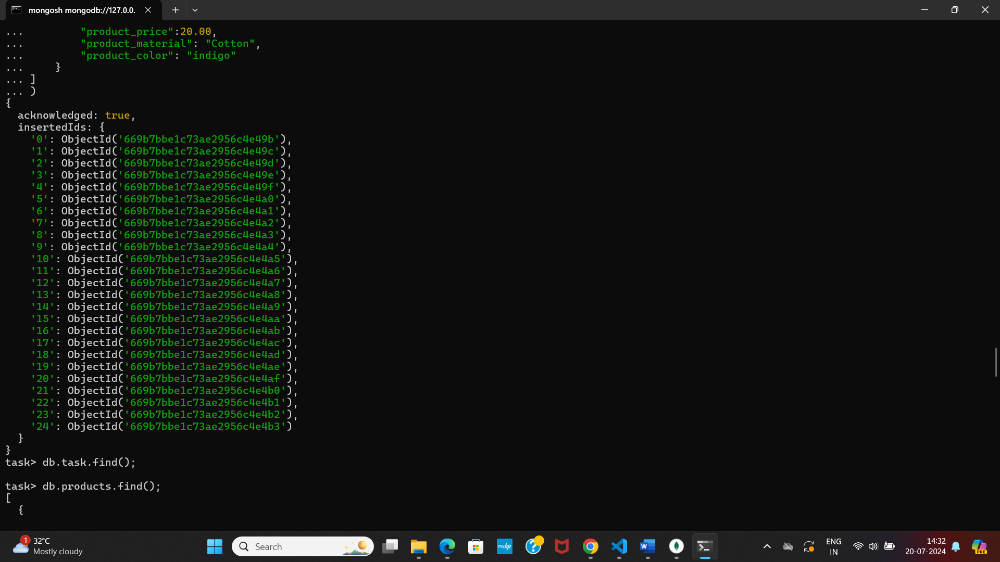 mongosh mongodb://127.0.0.
...         "product_price":20.00,
...         "product_material": "Cotton",
...         "product_color": "indigo"
...     }
... ]
... )
{
  acknowledged: true,
  insertedIds: {
    '0': ObjectId('669b7bbe1c73ae2956c4e49b'),
    '1': ObjectId('669b7bbe1c73ae2956c4e49c'),
    '2': ObjectId('669b7bbe1c73ae2956c4e49d'),
    '3': ObjectId('669b7bbe1c73ae2956c4e49e'),
    '4': ObjectId('669b7bbe1c73ae2956c4e49f'),
    '5': ObjectId('669b7bbe1c73ae2956c4e4a0'),
    '6': ObjectId('669b7bbe1c73ae2956c4e4a1'),
    '7': ObjectId('669b7bbe1c73ae2956c4e4a2'),
    '8': ObjectId('669b7bbe1c73ae2956c4e4a3'),
    '9': ObjectId('669b7bbe1c73ae2956c4e4a4'),
    '10': ObjectId('669b7bbe1c73ae2956c4e4a5'),
    '11': ObjectId('669b7bbe1c73ae2956c4e4a6'),
    '12': ObjectId('669b7bbe1c73ae2956c4e4a7'),
    '13': ObjectId('669b7bbe1c73ae2956c4e4a8'),
    '14': ObjectId('669b7bbe1c73ae2956c4e4a9'),
    '15': ObjectId('669b7bbe1c73ae2956c4e4aa'),
    '16': ObjectId('669b7bbe1c73ae2956c4e4ab'),
    '17': ObjectId('669b7bbe1c73ae2956c4e4ac'),
    '18': ObjectId('669b7bbe1c73ae2956c4e4ad'),
    '19': ObjectId('669b7bbe1c73ae2956c4e4ae'),
    '20': ObjectId('669b7bbe1c73ae2956c4e4af'),
    '21': ObjectId('669b7bbe1c73ae2956c4e4b0'),
    '22': ObjectId('669b7bbe1c73ae2956c4e4b1'),
    '23': ObjectId('669b7bbe1c73ae2956c4e4b2'),
    '24': ObjectId('669b7bbe1c73ae2956c4e4b3')
  }
}
task> db.task.find();
task> db.products.find();
[
  {
1 32°C
Mostly cloudy
Search
myhp
W
ENG
IN
14:32
20-07-2024
PRE